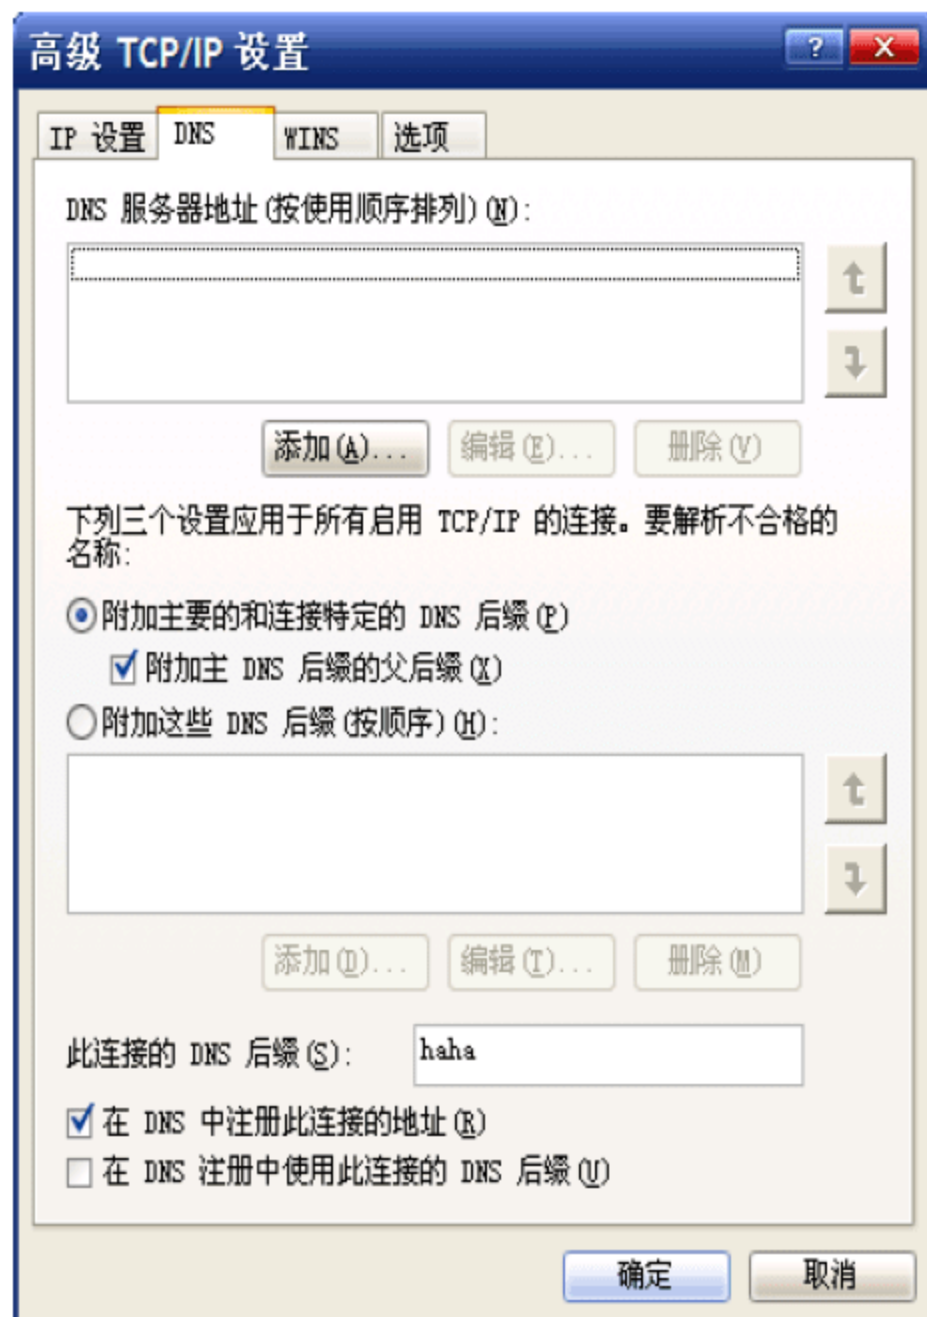 高级 TCP/IP 设置
?
X
IP 设置 DNS WINS 选项
DNS 服务器地址(按使用顺序排列)(N):
添加(A)... 编辑(E)... 删除(V)
下列三个设置应用于所有启用 TCP/IP 的连接。要解析不合格的
名称:
附加主要的和连接特定的 DNS 后缀(P)
附加主 DNS 后缀的父后缀(X)
附加这些 DNS 后缀(按顺序)(H):
添加(D)... 编辑(T)... 删除(M)
此连接的 DNS 后缀(S): haha
在 DNS 中注册此连接的地址(R)
在 DNS 注册中使用此连接的 DNS 后缀(U)
确定 取消